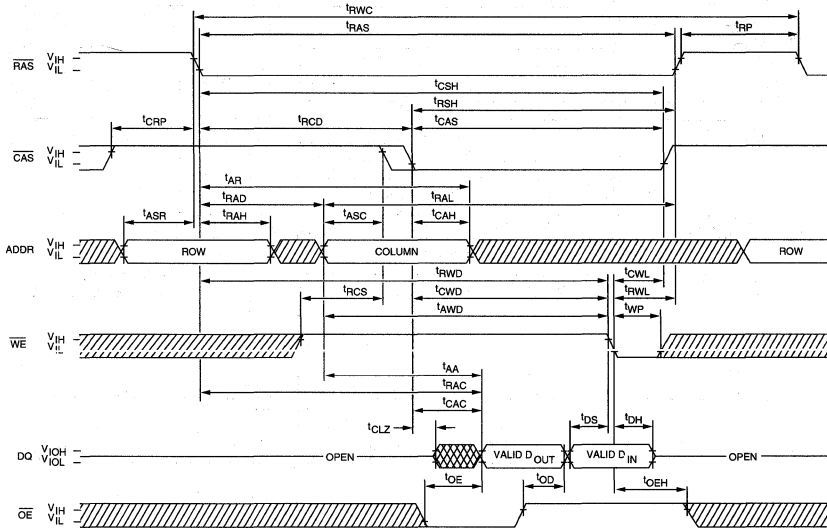 tRWC
tRAS
tRP
RAS
VIH
VIL
tCSH
tRSH
tCRP
tRCD
tCAS
CAS
VIH
VIL
tAR
tRAD
tRAL
tASR
tRAH
tASC
tCAH
ADDR
VIH
VIL
ROW
COLUMN
ROW
tRWD
tCWL
tRCS
tCWD
tRWL
tAWD
tWP
WE
VIH
VIL
tAA
tRAC
tCAC
tCLZ
tDS
tDH
DQ
VIOH
VIOL
OPEN
VALID DOUT
VALID DIN
OPEN
tOE
tOD
tOEH
OE
VIH
VIL